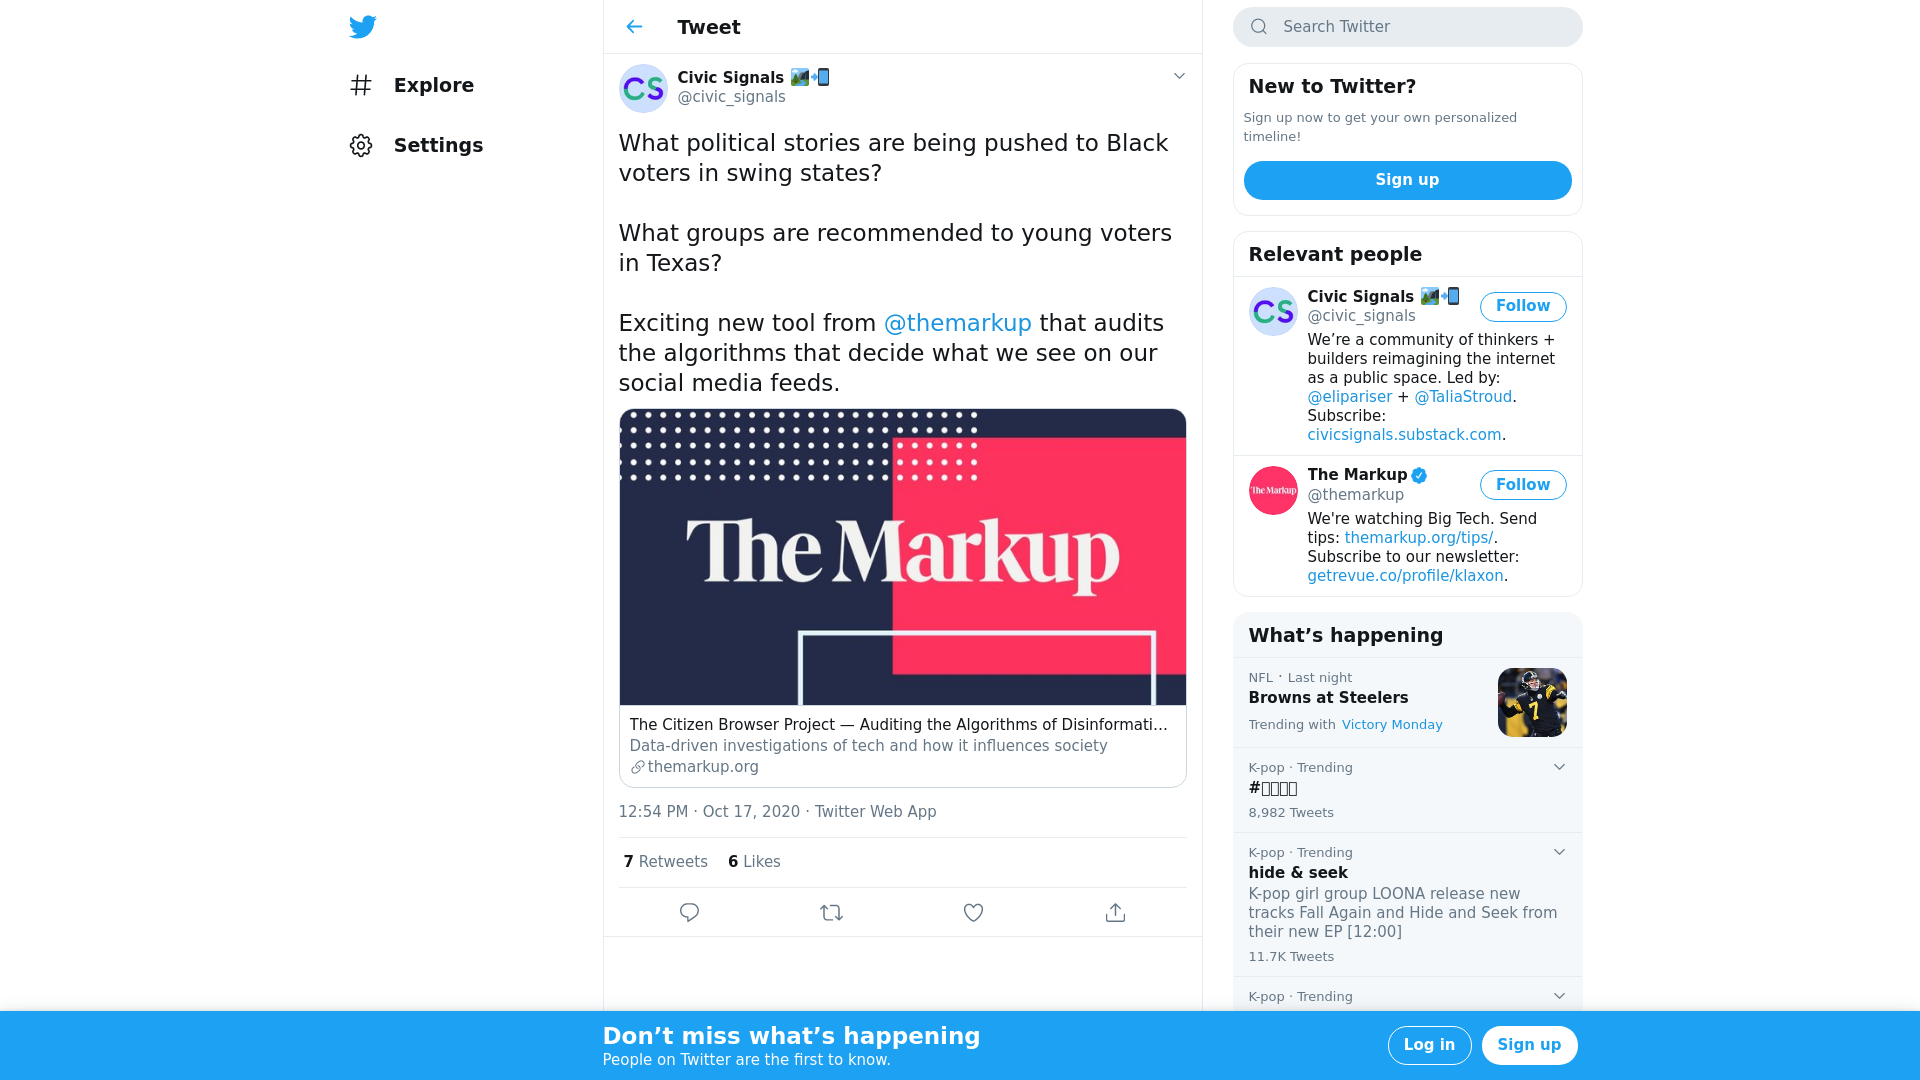 Explore
Settings
Tweet
Civic Signals
@civic_signals
What political stories are being pushed to Black
voters in swing states?
What groups are recommended to young voters
in Texas?
Exciting new tool from @themarkup that audits
the algorithms that decide what we see on our
social media feeds.
The Markup
The Citizen Browser Project — Auditing the Algorithms of Disinformati...
Data-driven investigations of tech and how it influences society
themarkup.org
12:54 PM · Oct 17, 2020 · Twitter Web App
7 Retweets 6 Likes
Search Twitter
New to Twitter?
Sign up now to get your own personalized
timeline!
Sign up
Relevant people
Civic Signals
@civic_signals
Follow
We’re a community of thinkers +
builders reimagining the internet
as a public space. Led by:
@elipariser + @TaliaStroud.
Subscribe:
civicsignals.substack.com.
The Markup
@themarkup
Follow
We're watching Big Tech. Send
tips: themarkup.org/tips/.
Subscribe to our newsletter:
getrevue.co/profile/klaxon.
What’s happening
NFL · Last night
Browns at Steelers
Trending with Victory Monday
K-pop · Trending
#
8,982 Tweets
K-pop · Trending
hide & seek
K-pop girl group LOONA release new
tracks Fall Again and Hide and Seek from
their new EP [12:00]
11.7K Tweets
K-pop · Trending
Don’t miss what’s happening
People on Twitter are the first to know.
Log in
Sign up